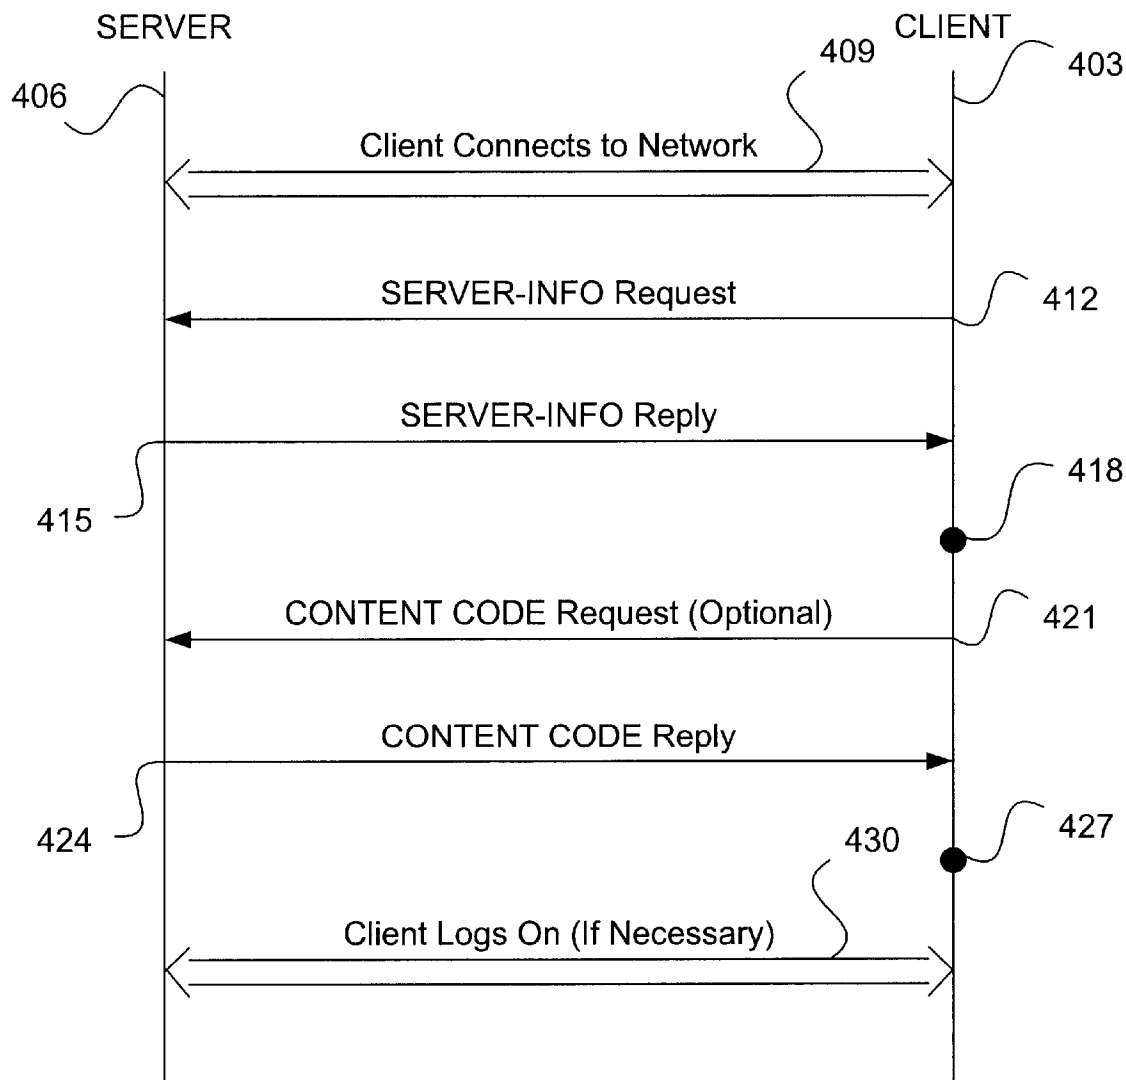 SERVER
CLIENT
409
403
406
Client Connects to Network
SERVER-INFO Request
412
SERVER-INFO Reply
418
415
CONTENT CODE Request (Optional)
421
CONTENT CODE Reply
427
424
430
Client Logs On (If Necessary)